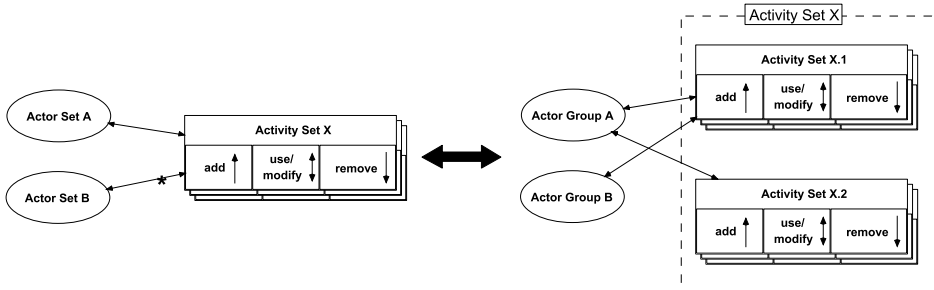 Activity Set X
Activity Set X.1
add
use/
modify
remove
Actor Set A
Actor Group A
Activity Set X
add
use/
modify
remove
*
Actor Set B
Actor Group B
Activity Set X.2
add
use/
modify
remove